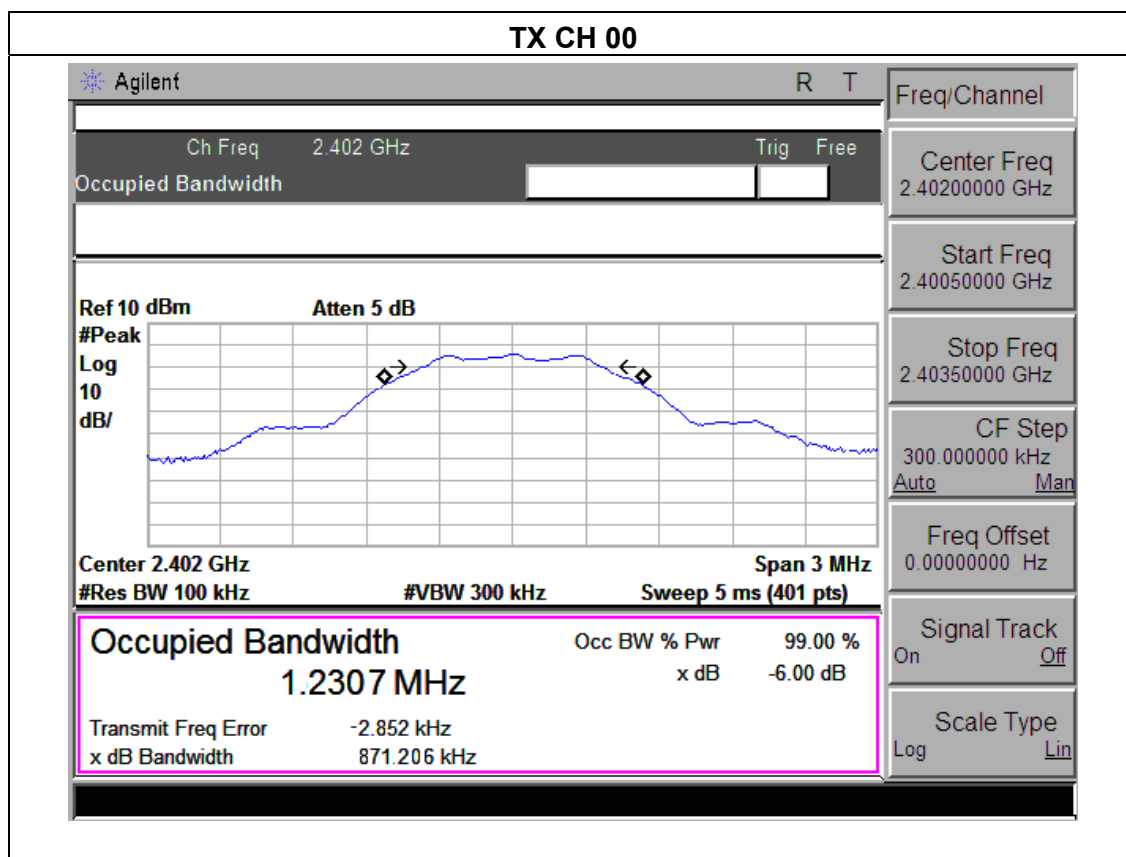 TX CH 00
Agilent R T
Freq/Channel
Ch Freq 2.402 GHz Trig Free
Occupied Bandwidth
Center Freq
2.40200000 GHz
Start Freq
2.40050000 GHz
Stop Freq
2.40350000 GHz
CF Step
300.000000 kHz
Auto Man
Freq Offset
0.00000000 Hz
Signal Track
On Off
Scale Type
Log Lin
Ref 10 dBm Atten 5 dB
#Peak
Log
10
dB/
Center 2.402 GHz Span 3 MHz
#Res BW 100 kHz #VBW 300 kHz Sweep 5 ms (401 pts)
Occupied Bandwidth Occ BW % Pwr 99.00 %
1.2307 MHz x dB -6.00 dB
Transmit Freq Error -2.852 kHz
x dB Bandwidth 871.206 kHz